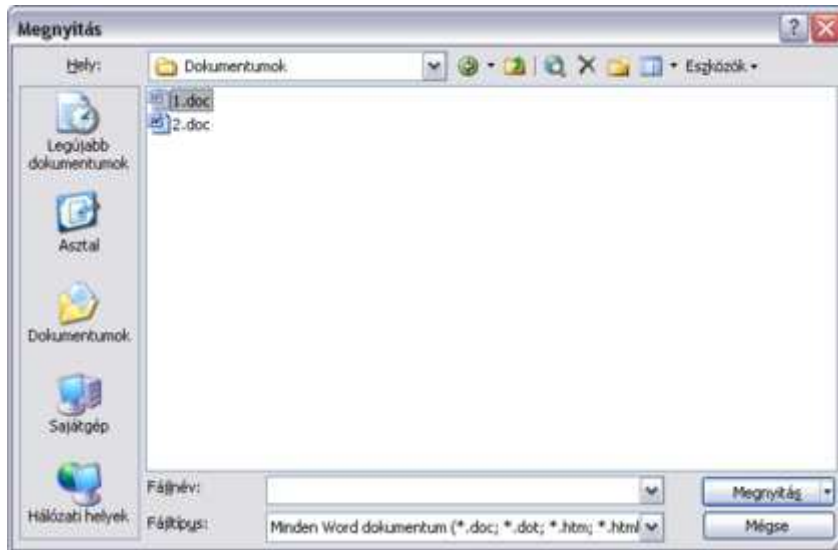 Megnyitás
Hely: Dokumentumok Eszközök
1.doc
2.doc
Legújabb
dokumentumok
Asztal
Dokumentumok
Sajátgép
Hálózati helyek
Fájlnév: Megnyitás
Fájltípus: Minden Word dokumentum (*.doc; *.dot; *.htm; *.html Mégse